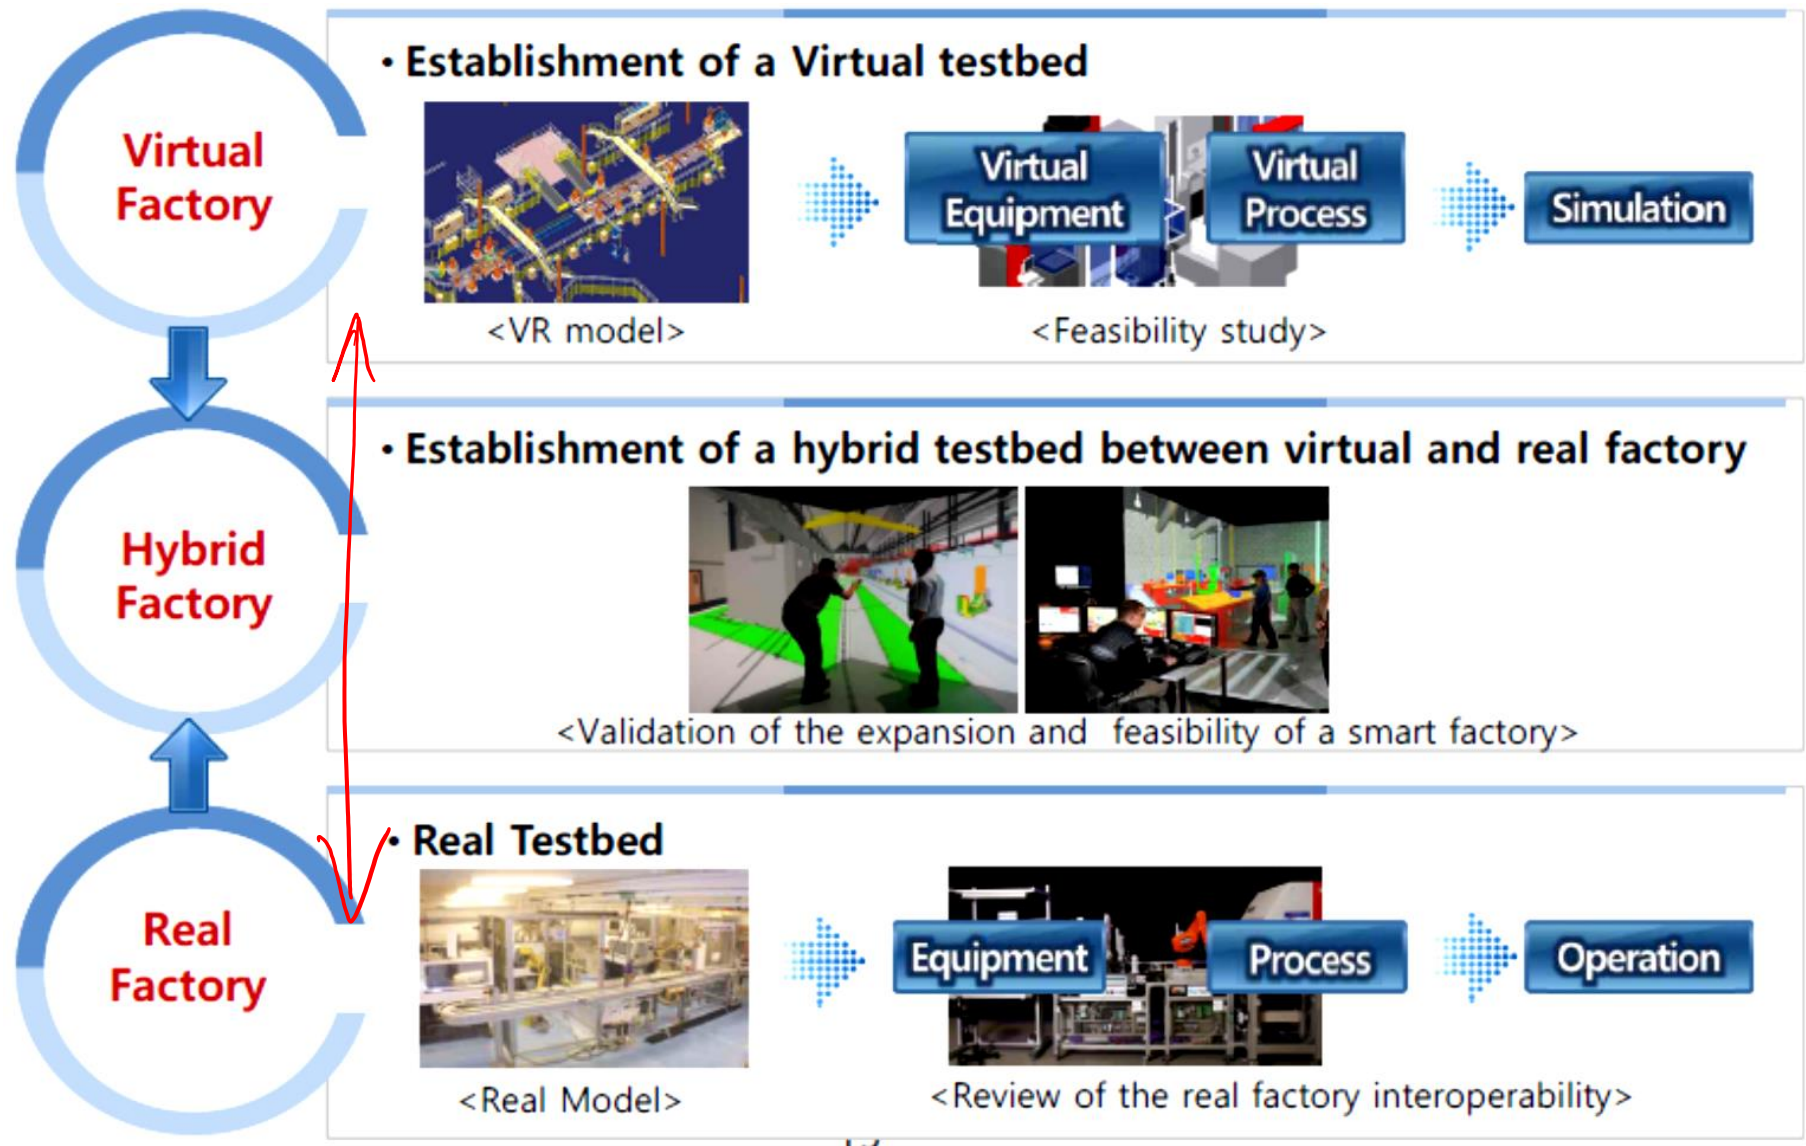 Virtual
Factory
• Establishment of a Virtual testbed
Virtual
Equipment
Virtual
Process
Simulation
<VR model>
<Feasibility study>
Hybrid
Factory
• Establishment of a hybrid testbed between virtual and real factory
<Validation of the expansion and feasibility of a smart factory>
Real
Factory
• Real Testbed
Equipment
Process
Operation
<Real Model>
<Review of the real factory interoperability>